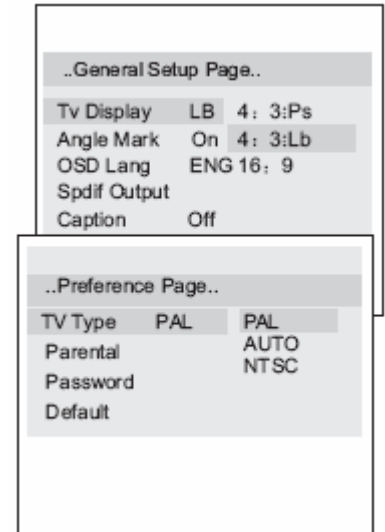 ..General Setup Page..
Tv Display LB 4: 3:Ps
Angle Mark On 4: 3:Lb
OSD Lang ENG 16: 9
Spdif Output
Caption Off
..Preference Page..
TV Type PAL PAL
Parental AUTO
Password NTSC
Default